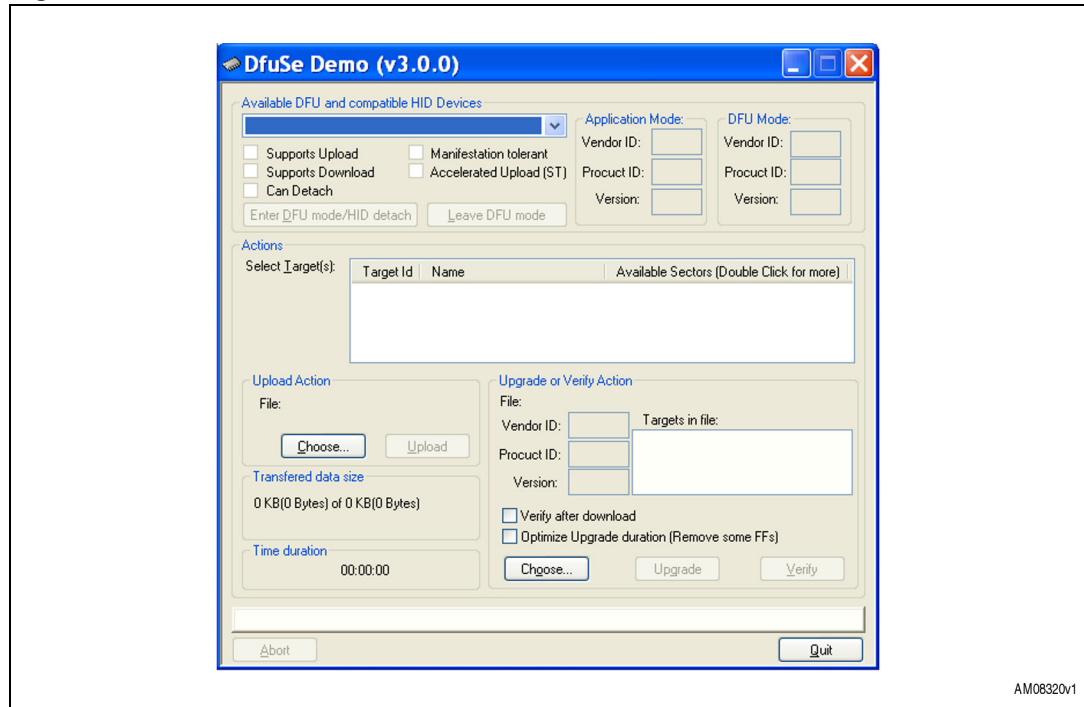 DfuSe Demo (v3.0.0)
Available DFU and compatible HID Devices
Supports Upload
Manifestation tolerant
Supports Download
Accelerated Upload (ST)
Can Detach
Enter DFU mode/HID detach
Leave DFU mode
Application Mode:
Vendor ID:
Procuct ID:
Version:
DFU Mode:
Vendor ID:
Procuct ID:
Version:
Actions
Select Target(s):
Target Id Name Available Sectors (Double Click for more)
Upload Action
File:
Choose...
Upload
Transfered data size
0 KB(0 Bytes) of 0 KB(0 Bytes)
Time duration
00:00:00
Upgrade or Verify Action
File:
Vendor ID:
Procuct ID:
Version:
Targets in file:
Verify after download
Optimize Upgrade duration (Remove some FFs)
Choose...
Upgrade
Verify
Abort
Quit
AM08320v1